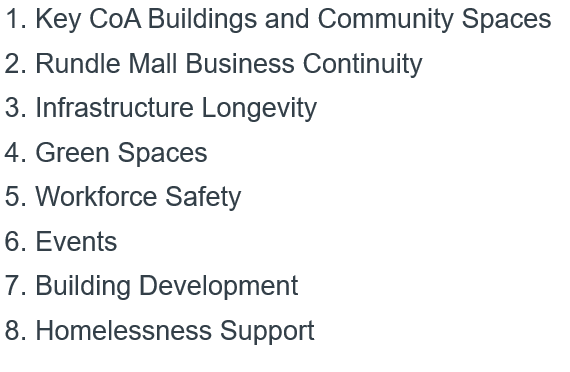 1. Key CoA Buildings and Community Spaces
2. Rundle Mall Business Continuity
3. Infrastructure Longevity
4. Green Spaces
5. Workforce Safety
6. Events
7. Building Development
8. Homelessness Support